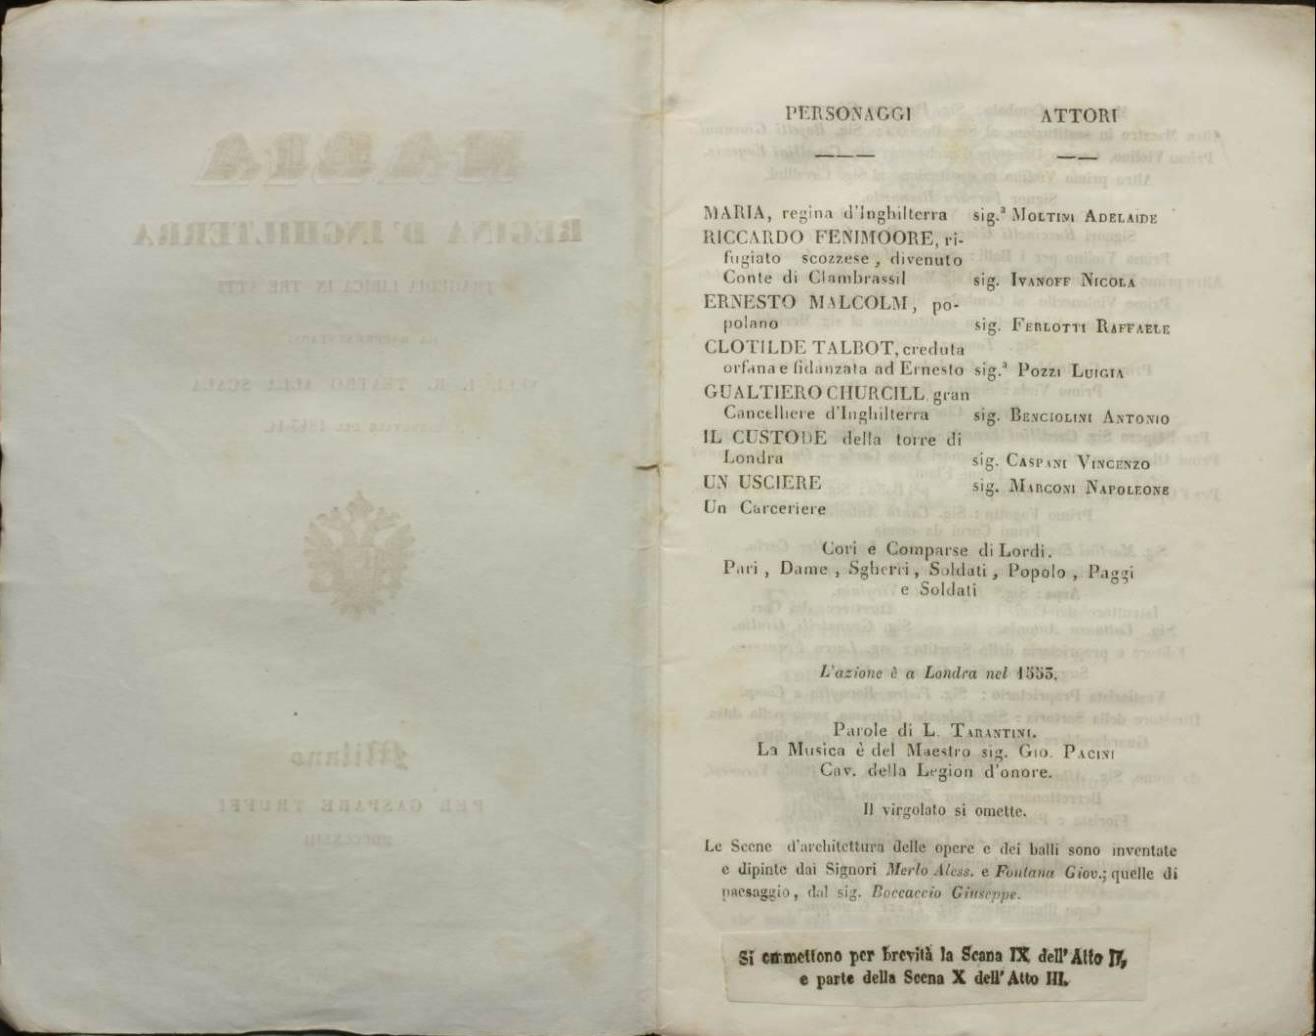 PERSONAGGI ATTORI
MARIA, regina d'Inghilterra sig.ª MOLTINI ADELAIDE
RICCARDO FENIMOORE, ri-
fugiato scozzese, divenuto
Conte di Clambrassil sig. IVANOFF NICOLA
ERNESTO MALCOLM, po-
polano sig. FERLOTTI RAFFAELE
CLOTILDE TALBOT, creduta
orfana e fidanzata ad Ernesto sig.ª POZZI LUIGIA
GUALTIERO CHURCILL, gran
Cancelliere d'Inghilterra sig. BENCIOLINI ANTONIO
IL CUSTODE della torre di
Londra sig. CASPANI VINCENZO
UN USCIERE sig. MARCONI NAPOLEONE
Un Carceriere
Cori e Comparse di Lordi.
Pari, Dame, Sgherri, Soldati, Popolo, Paggi
e Soldati
L'azione è a Londra nel 1553.
Parole di L. TARANTINI.
La Musica è del Maestro sig. GIO. PACINI
Cav. della Legion d'onore.
Il virgolato si omette.
Le Scene d'architettura delle opere e dei balli sono inventate
e dipinte dai Signori Merlo Aless. e Fontana Giov.; quelle di
paesaggio, dal sig. Boccaccio Giuseppe.
Si ommettono per brevità la Scana IX dell'Atto II,
e parte della Scena X dell'Atto III.